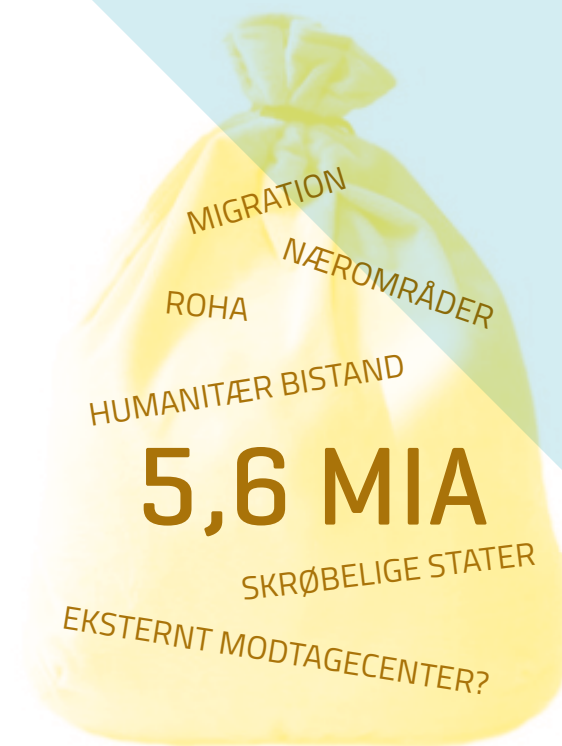 MIGRATION
NÆROMRÅDER
ROHA
HUMANITÆR BISTAND
5,6 MIA
SKRØBELIGE STATER
EKSTERNT MODTAGECENTER?